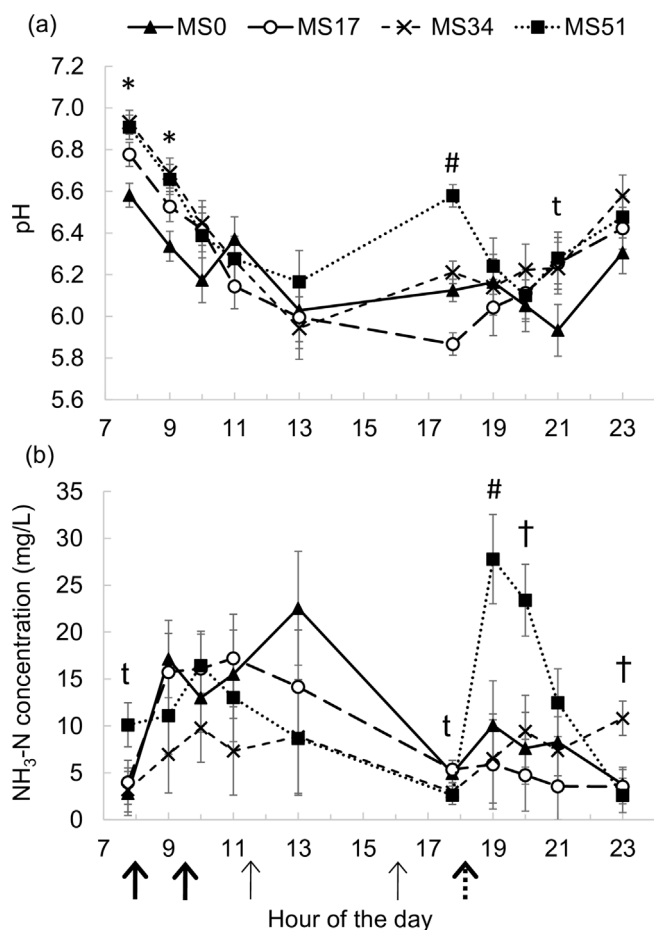 (a) MS0 MS17 MS34 MS51
7.2
7.0
6.8
6.6
6.4
6.2
6.0
5.8
5.6
pH
* * # t
7 9 11 13 15 17 19 21 23
(b)
35
30
25
20
15
10
5
0
NH₃-N concentration (mg/L)
t t # † †
7 9 11 13 15 17 19 21 23
Hour of the day